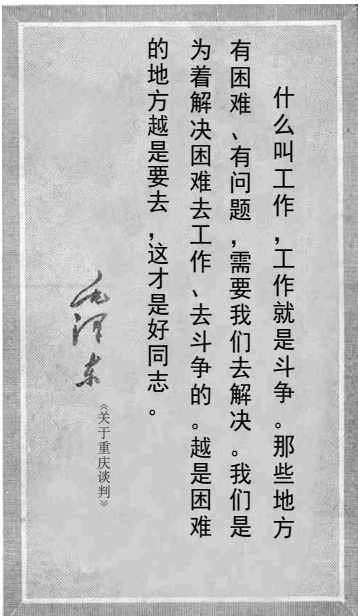 什么叫工作，工作就是斗争。那些地方
有困难、有问题，需要我们去解决。我们是
为着解决困难去工作、去斗争的。越是困难
的地方越是要去，这才是好同志。
毛泽东
《关于重庆谈判》